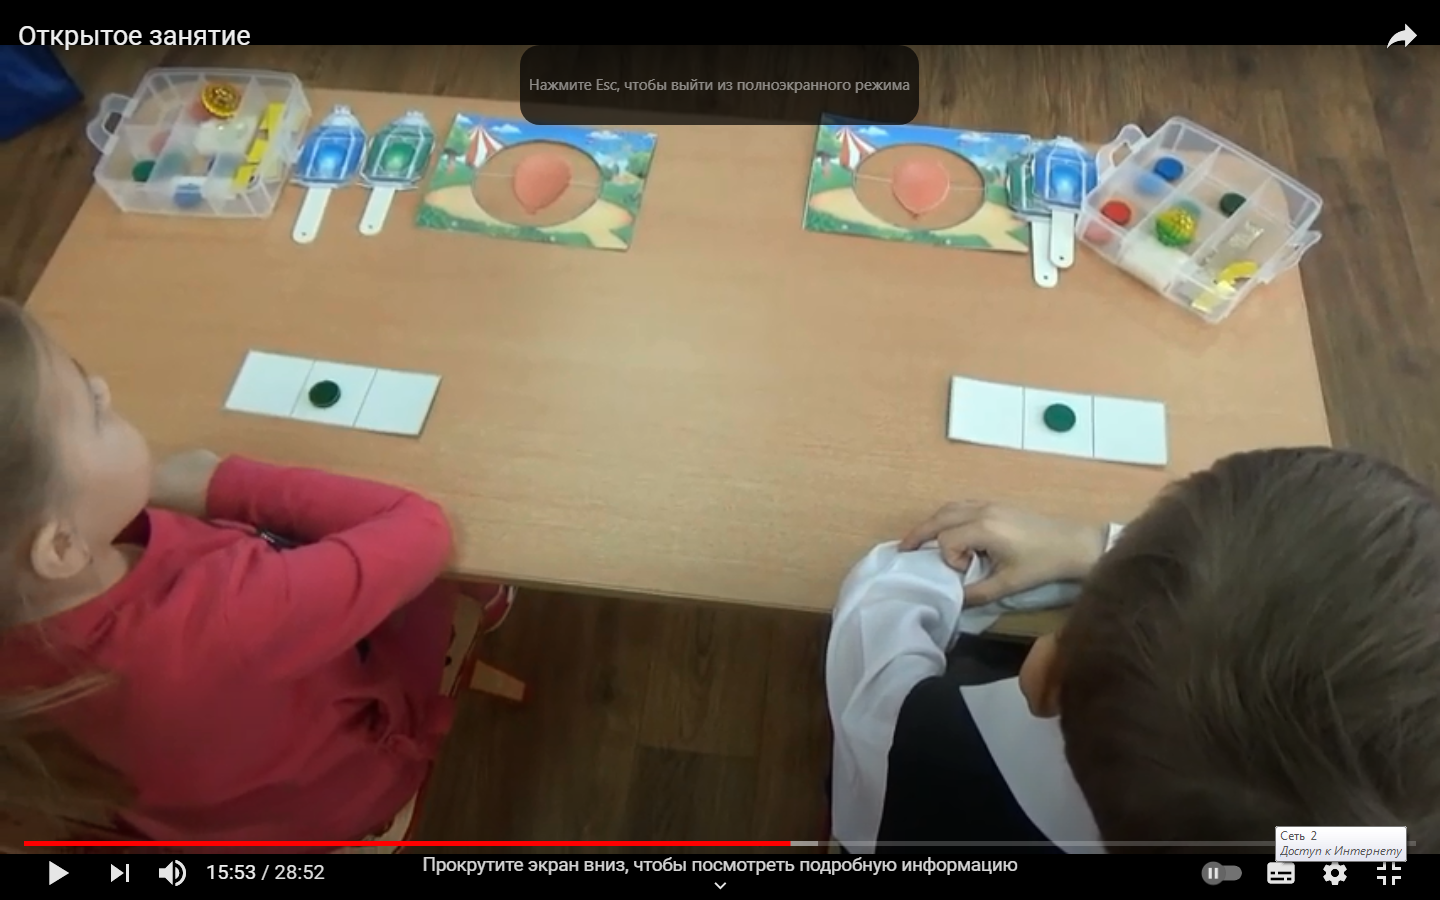 Открытое занятие
Нажмите Esc, чтобы выйти из полноэкранного режима
15:53 / 28:52
Прокрутите экран вниз, чтобы посмотреть подробную информацию
Сеть 2
Доступ к Интернету